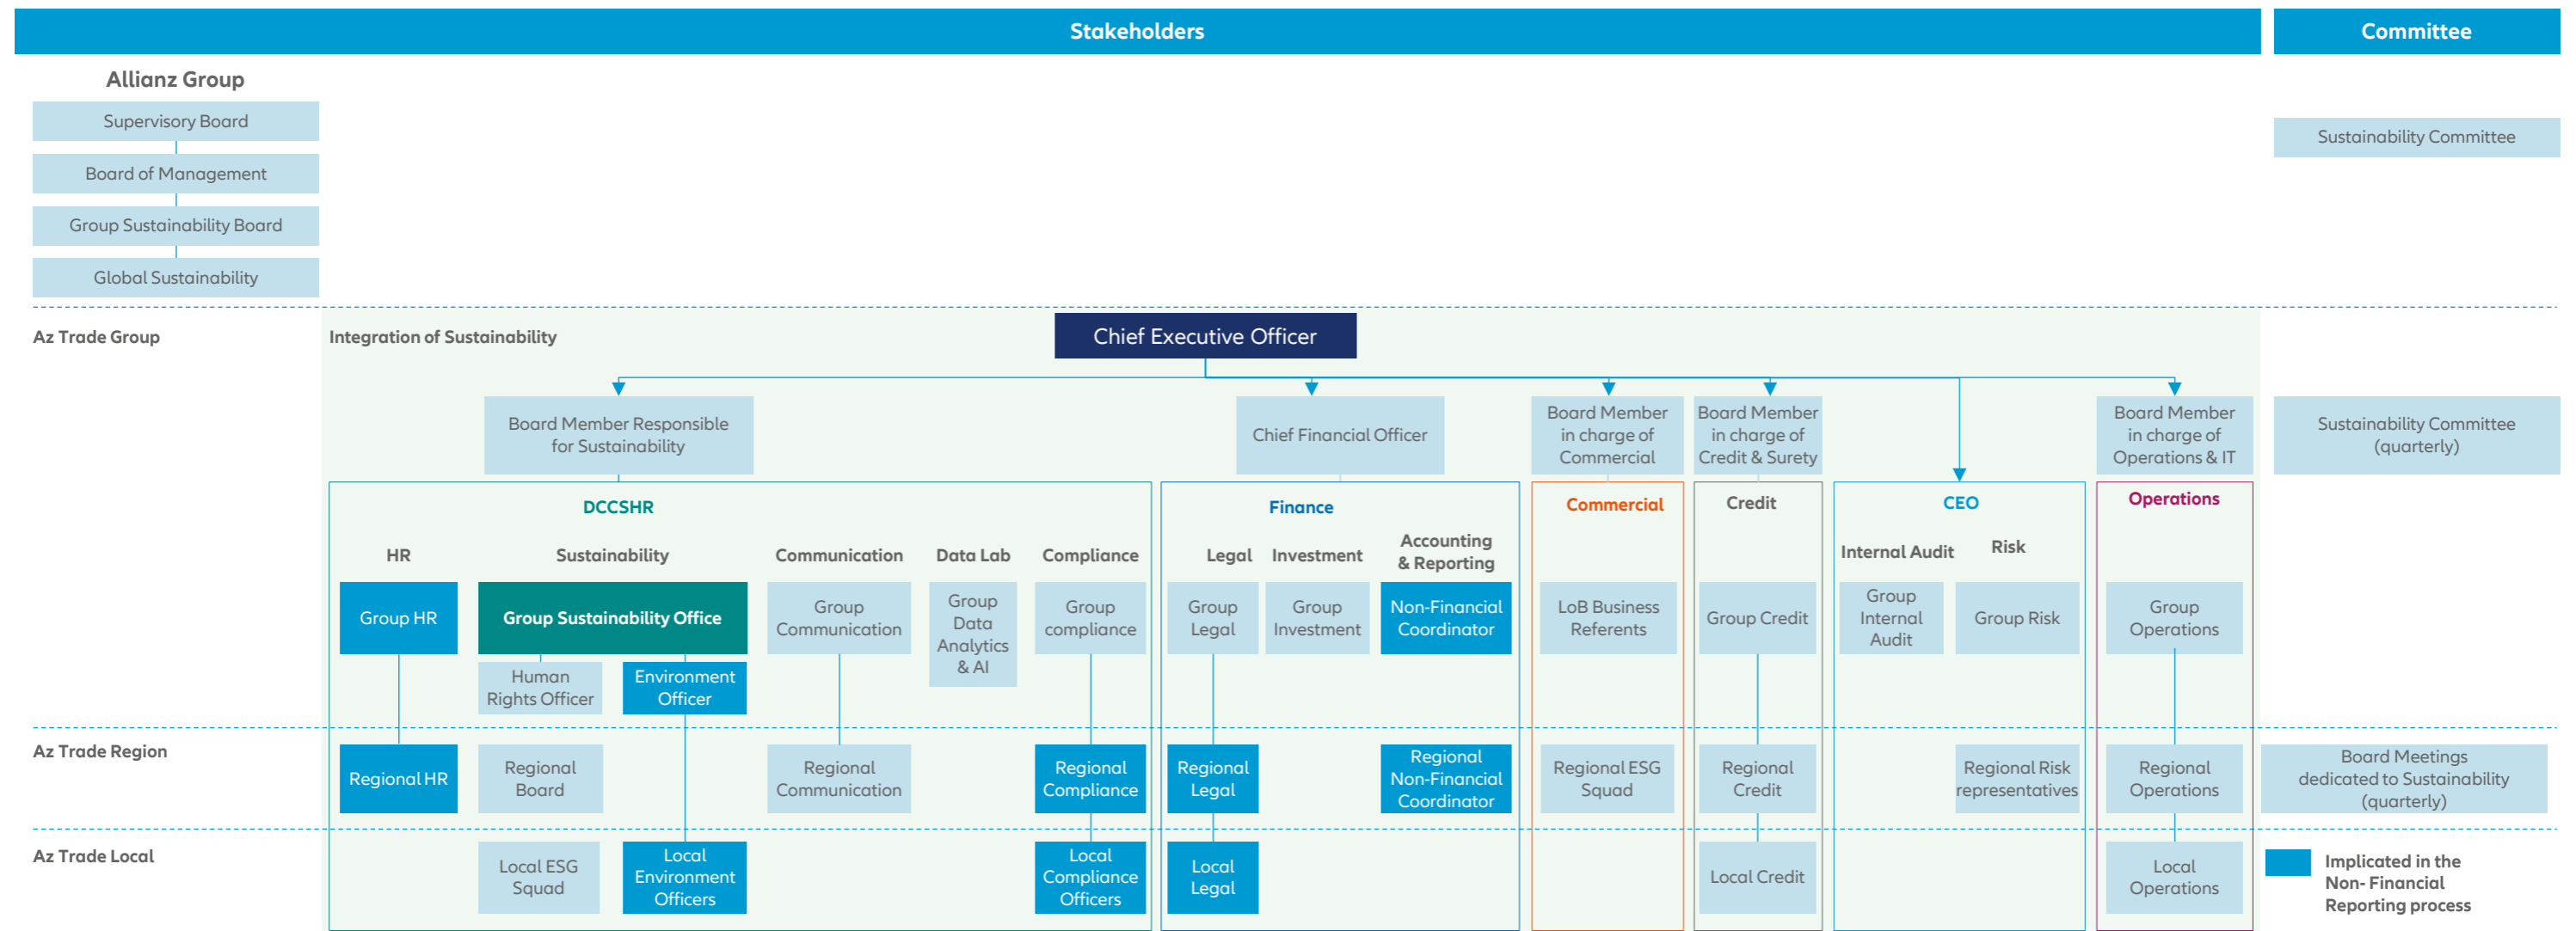 Stakeholders
Committee
Allianz Group
Supervisory Board
Board of Management
Group Sustainability Board
Global Sustainability
Sustainability Committee
Az Trade Group
Integration of Sustainability
Chief Executive Officer
Board Member Responsible
for Sustainability
Chief Financial Officer
Board Member
in charge of
Commercial
Board Member
in charge of
Credit & Surety
Board Member
in charge of
Operations & IT
Sustainability Committee
(quarterly)
DCCSHR
Finance
Commercial
Credit
CEO
Operations
HR
Sustainability
Communication
Data Lab
Compliance
Legal
Investment
Accounting
& Reporting
Internal Audit
Risk
Group HR
Group Sustainability Office
Group
Communication
Group
Data
Analytics
& AI
Group
compliance
Group
Legal
Group
Investment
Non-Financial
Coordinator
LoB Business
Referents
Group Credit
Group
Internal
Audit
Group Risk
Group
Operations
Human
Rights Officer
Environment
Officer
Az Trade Region
Regional HR
Regional
Board
Regional
Communication
Regional
Compliance
Regional
Legal
Regional
Non-Financial
Coordinator
Regional ESG
Squad
Regional
Credit
Regional Risk
representatives
Regional
Operations
Board Meetings
dedicated to Sustainability
(quarterly)
Az Trade Local
Local ESG
Squad
Local
Environment
Officers
Local
Compliance
Officers
Local
Legal
Local Credit
Local
Operations
Implicated in the
Non- Financial
Reporting process